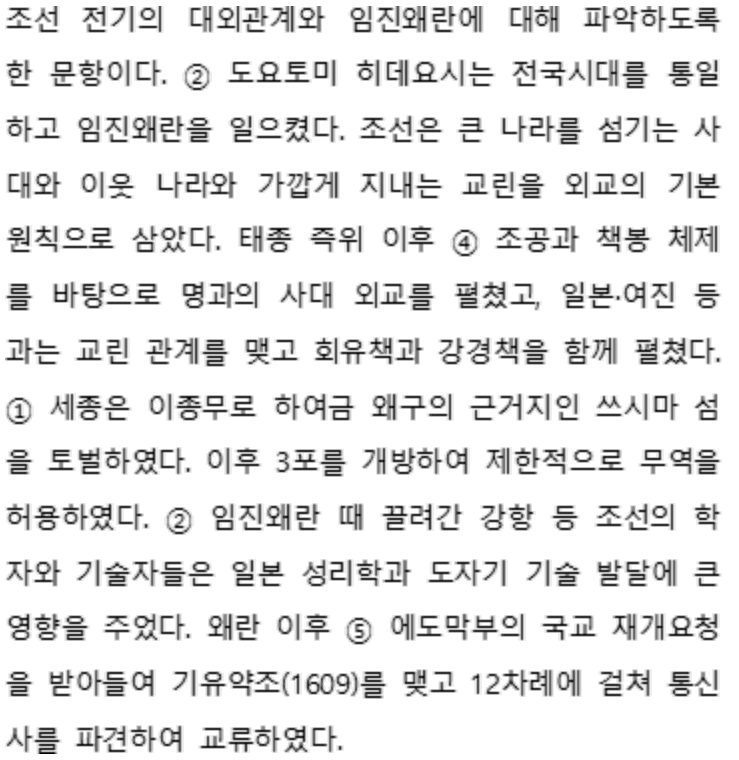 조선 전기의 대외관계와 임진왜란에 대해 파악하도록
한 문항이다. ② 도요토미 히데요시는 전국시대를 통일
하고 임진왜란을 일으켰다. 조선은 큰 나라를 섬기는 사
대와 이웃 나라와 가깝게 지내는 교린을 외교의 기본
원칙으로 삼았다. 태종 즉위 이후 ④ 조공과 책봉 체제
를 바탕으로 명과의 사대 외교를 펼쳤고, 일본·여진 등
과는 교린 관계를 맺고 회유책과 강경책을 함께 펼쳤다.
① 세종은 이종무로 하여금 왜구의 근거지인 쓰시마 섬
을 토벌하였다. 이후 3포를 개방하여 제한적으로 무역을
허용하였다. ② 임진왜란 때 끌려간 강항 등 조선의 학
자와 기술자들은 일본 성리학과 도자기 기술 발달에 큰
영향을 주었다. 왜란 이후 ⑤ 에도막부의 국교 재개요청
을 받아들여 기유약조(1609)를 맺고 12차례에 걸쳐 통신
사를 파견하여 교류하였다.